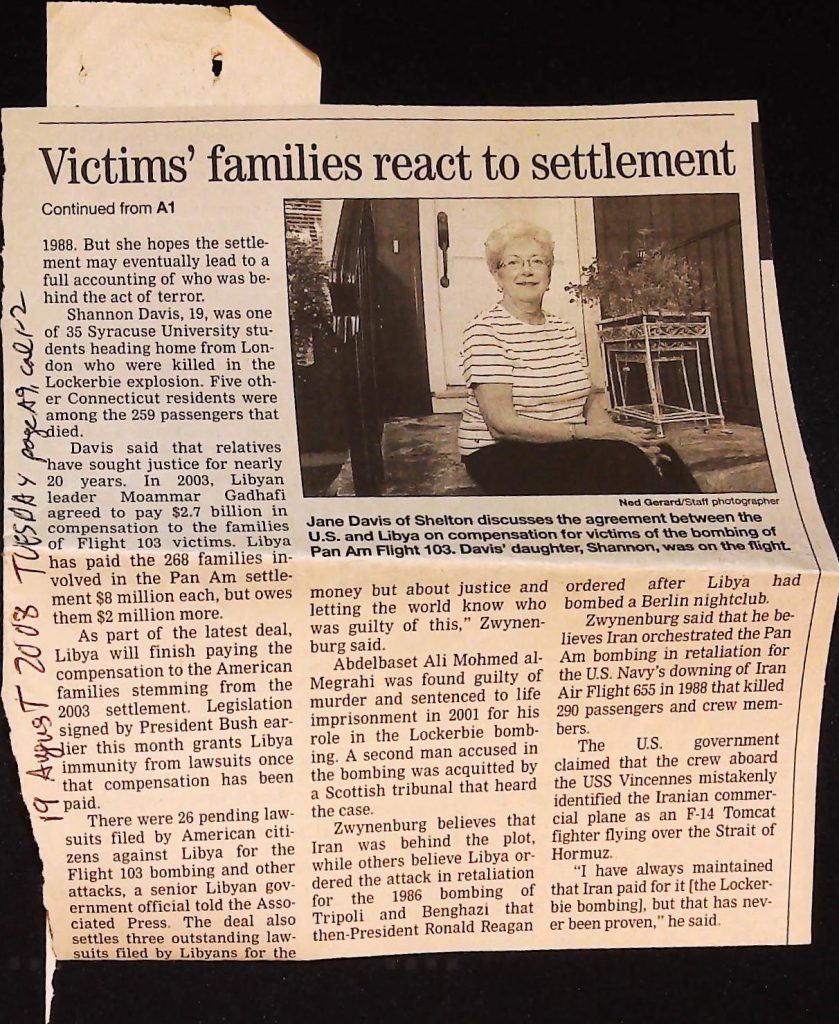 Victims' families react to settlement
Continued from A1
1988. But she hopes the settle-
ment may eventually lead to a
full accounting of who was be-
hind the act of terror.
Shannon Davis, 19, was one
of 35 Syracuse University stu-
dents heading home from Lon-
don who were killed in the
Lockerbie explosion. Five oth-
er Connecticut residents were
among the 259 passengers that
died.
Davis said that relatives
have sought justice for nearly
20 years. In 2003, Libyan
leader Moammar Gadhafi
agreed to pay $2.7 billion in
compensation to the families
of Flight 103 victims. Libya
has paid the 268 families in-
volved in the Pan Am settle-
ment $8 million each, but owes
them $2 million more.
As part of the latest deal,
Libya will finish paying the
compensation to the American
families stemming from the
2003 settlement. Legislation
signed by President Bush ear-
lier this month grants Libya
immunity from lawsuits once
that compensation has been
paid.
There were 26 pending law-
suits filed by American citi-
zens against Libya for the
Flight 103 bombing and other
attacks, a senior Libyan gov-
ernment official told the Asso-
ciated Press. The deal also
settles three outstanding law-
suits filed by Libyans for the
Ned Gerard/Staff photographer
Jane Davis of Shelton discusses the agreement between the
U.S. and Libya on compensation for victims of the bombing of
Pan Am Flight 103. Davis' daughter, Shannon, was on the flight.
money but about justice and
letting the world know who
was guilty of this," Zwynen-
burg said.
Abdelbaset Ali Mohmed al-
Megrahi was found guilty of
murder and sentenced to life
imprisonment in 2001 for his
role in the Lockerbie bomb-
ing. A second man accused in
the bombing was acquitted by
a Scottish tribunal that heard
the case.
Zwynenburg believes that
Iran was behind the plot,
while others believe Libya or-
dered the attack in retaliation
for the 1986 bombing of
Tripoli and Benghazi that
then-President Ronald Reagan
ordered after Libya had
bombed a Berlin nightclub.
Zwynenburg said that he be-
lieves Iran orchestrated the Pan
Am bombing in retaliation for
the U.S. Navy's downing of Iran
Air Flight 655 in 1988 that killed
290 passengers and crew mem-
bers.
The U.S. government
claimed that the crew aboard
the USS Vincennes mistakenly
identified the Iranian commer-
cial plane as an F-14 Tomcat
fighter flying over the Strait of
Hormuz.
"I have always maintained
that Iran paid for it [the Locker-
bie bombing], but that has nev-
er been proven," he said.
19 August 2008 TUESDAY page A9, col 1-2